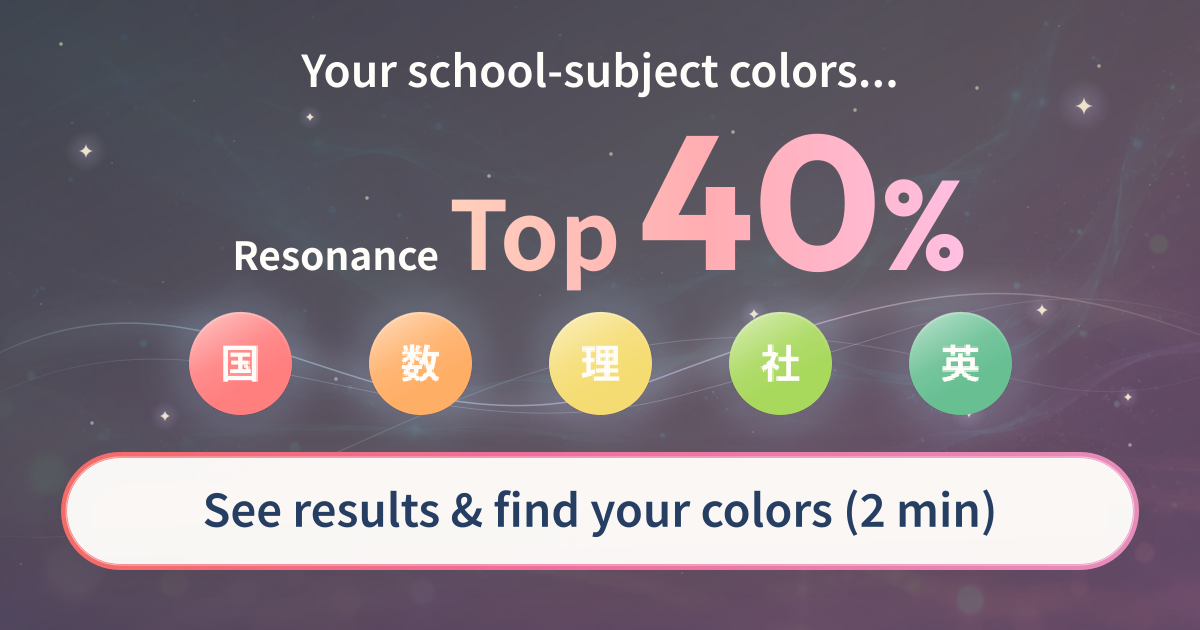 Your school-subject colors...
Resonance Top 40%
国 数 理 社 英
See results & find your colors (2 min)